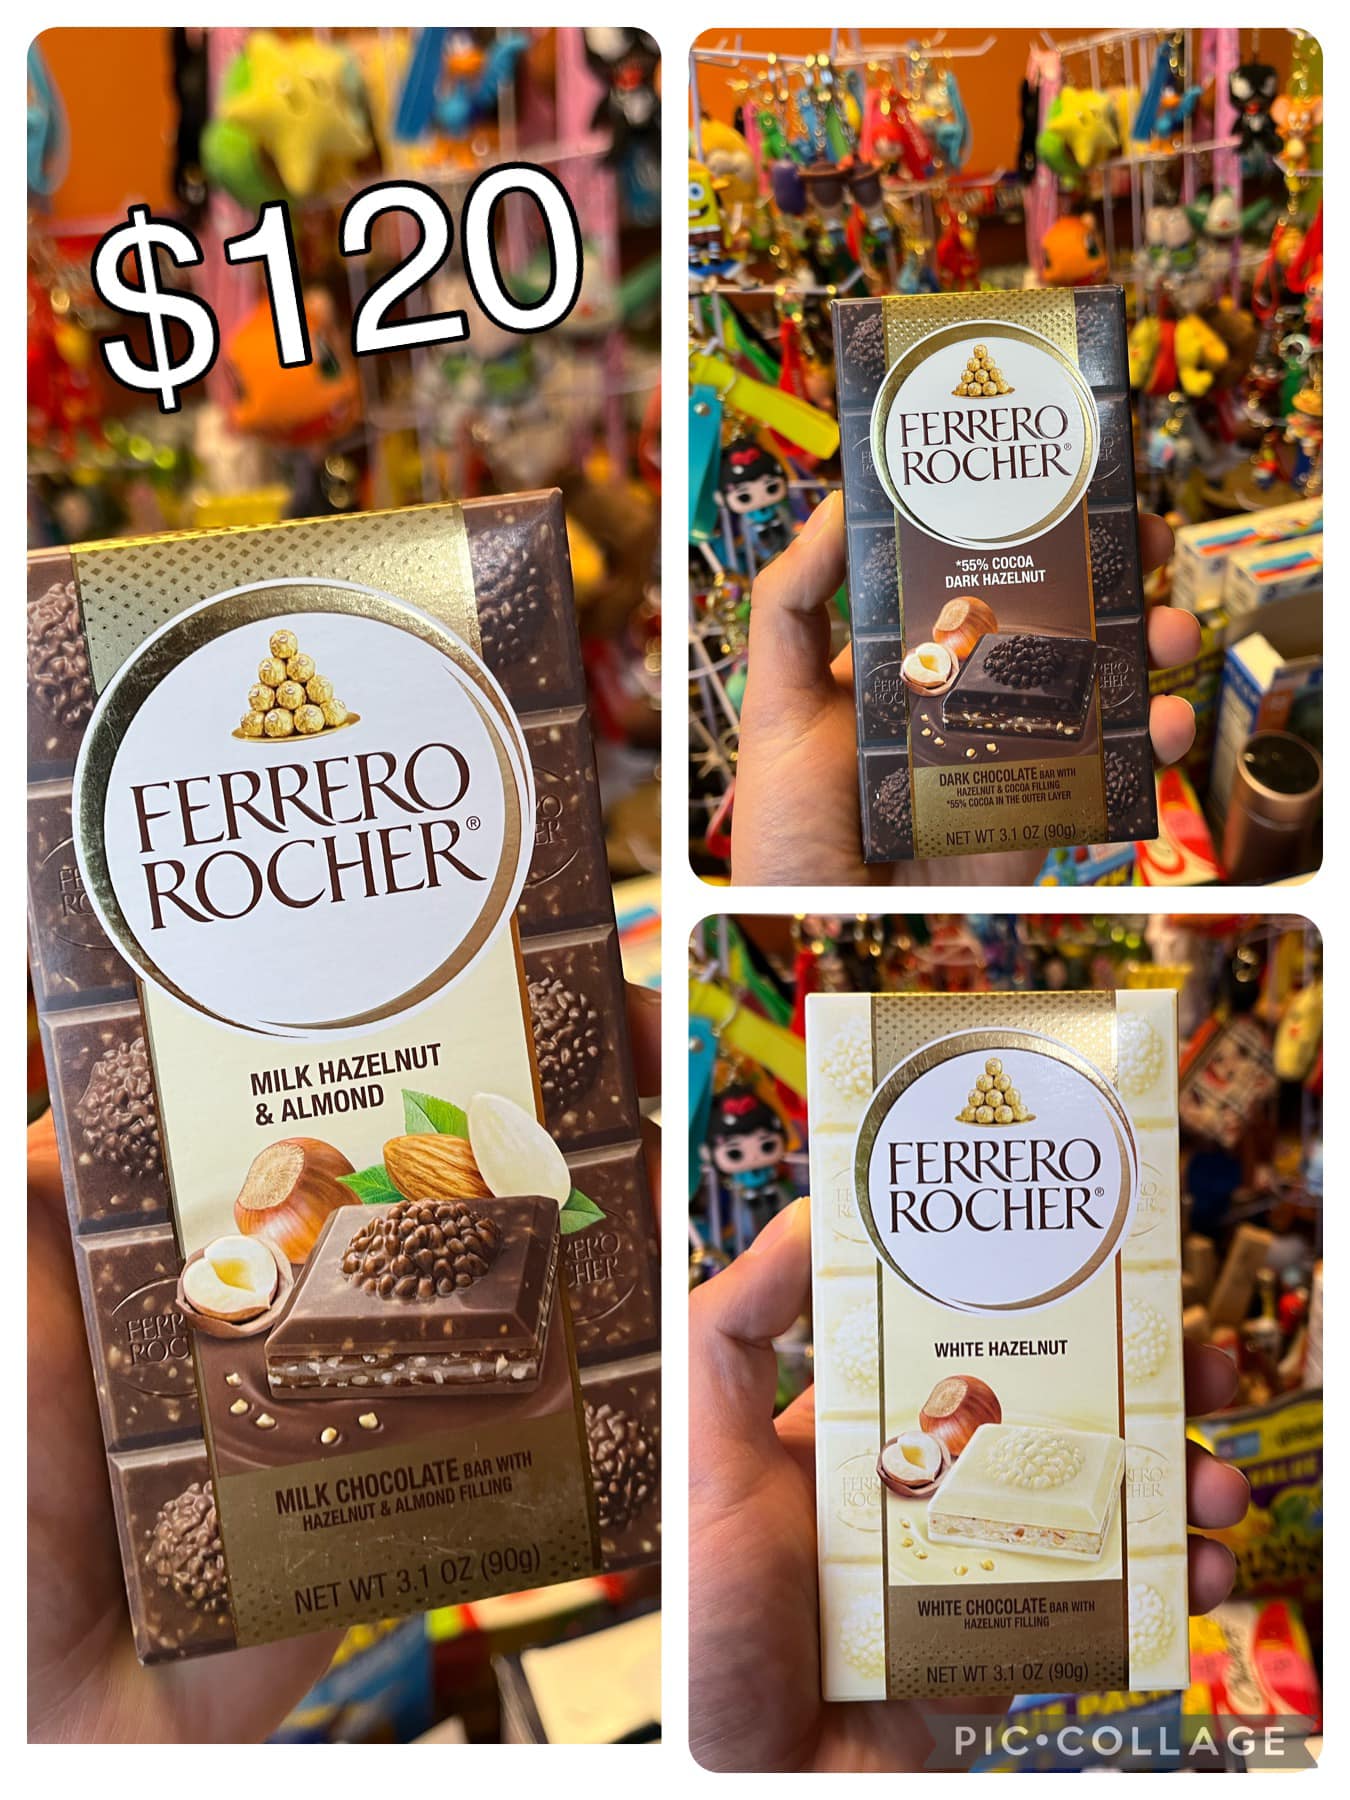 $120
FERRERO
ROCHER®
MILK HAZELNUT
& ALMOND
MILK CHOCOLATE BAR WITH
HAZELNUT & ALMOND FILLING
NET WT 3.1 OZ (90g)
FERRERO
ROCHER®
*55% COCOA
DARK HAZELNUT
DARK CHOCOLATE BAR WITH
HAZELNUT & COCOA FILLING
*55% COCOA IN THE OUTER LAYER
NET WT 3.1 OZ (90g)
FERRERO
ROCHER®
WHITE HAZELNUT
WHITE CHOCOLATE BAR WITH
HAZELNUT FILLING
NET WT 3.1 OZ (90g)
PIC•COLLAGE